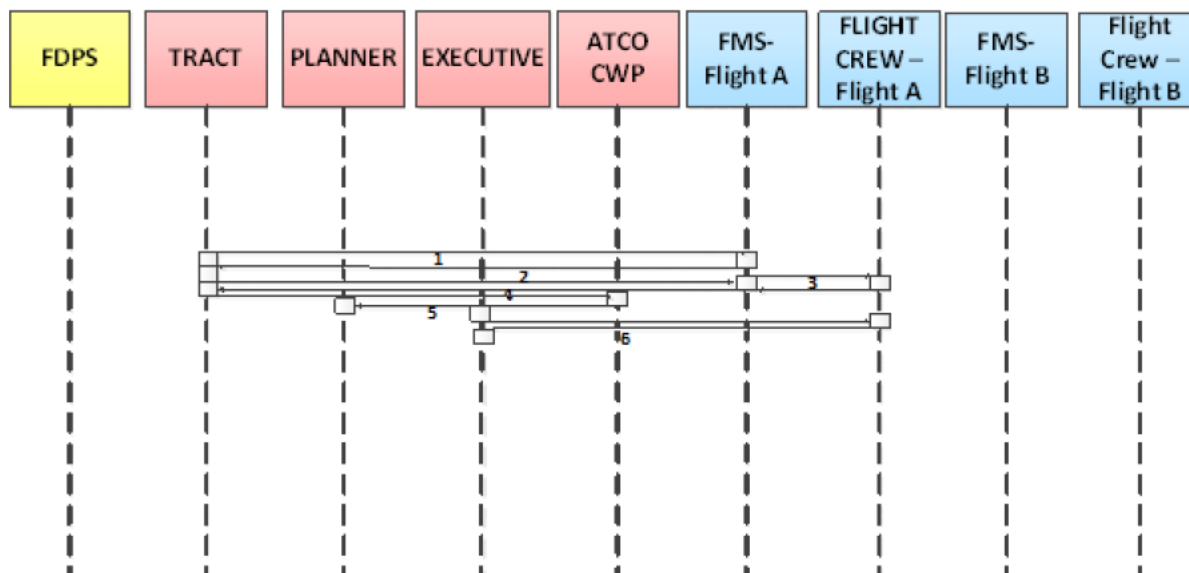 FDPS
TRACT
PLANNER
EXECUTIVE
ATCO
CWP
FMS-
Flight A
FLIGHT
CREW –
Flight A
FMS-
Flight B
Flight
Crew –
Flight B
1
2
3
4
5
6